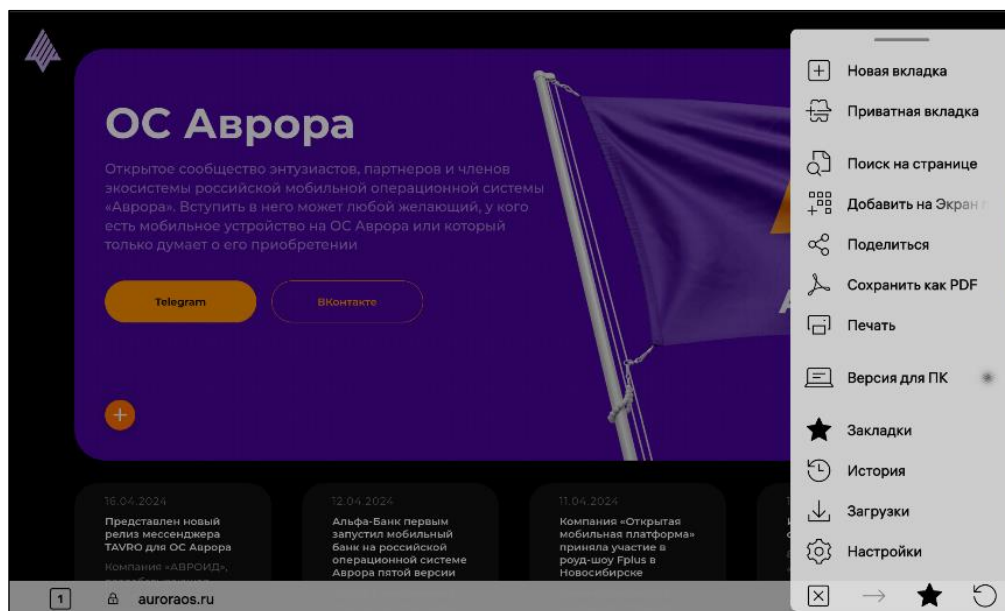 ОС Аврора
Открытое сообщество энтузиастов, партнеров и членов
экосистемы российской мобильной операционной системы
«Аврора». Вступить в него может любой желающий, у кого
есть мобильное устройство на ОС Аврора или который
только думает о его приобретении
Telegram
ВКонтакте
16.04.2024
Представлен новый
релиз мессенджера
TAVRO для ОС Аврора
Компания «АВРОИД»,
12.04.2024
Альфа-Банк первым
запустил мобильный
банк на российской
операционной системе
Аврора пятой версии
11.04.2024
Компания «Открытая
мобильная платформа»
приняла участие в
роуд-шоу Fplus в
Новосибирске
Новая вкладка
Приватная вкладка
Поиск на странице
Добавить на Экран
Поделиться
Сохранить как PDF
Печать
Версия для ПК
Закладки
История
Загрузки
Настройки
1
auroraos.ru